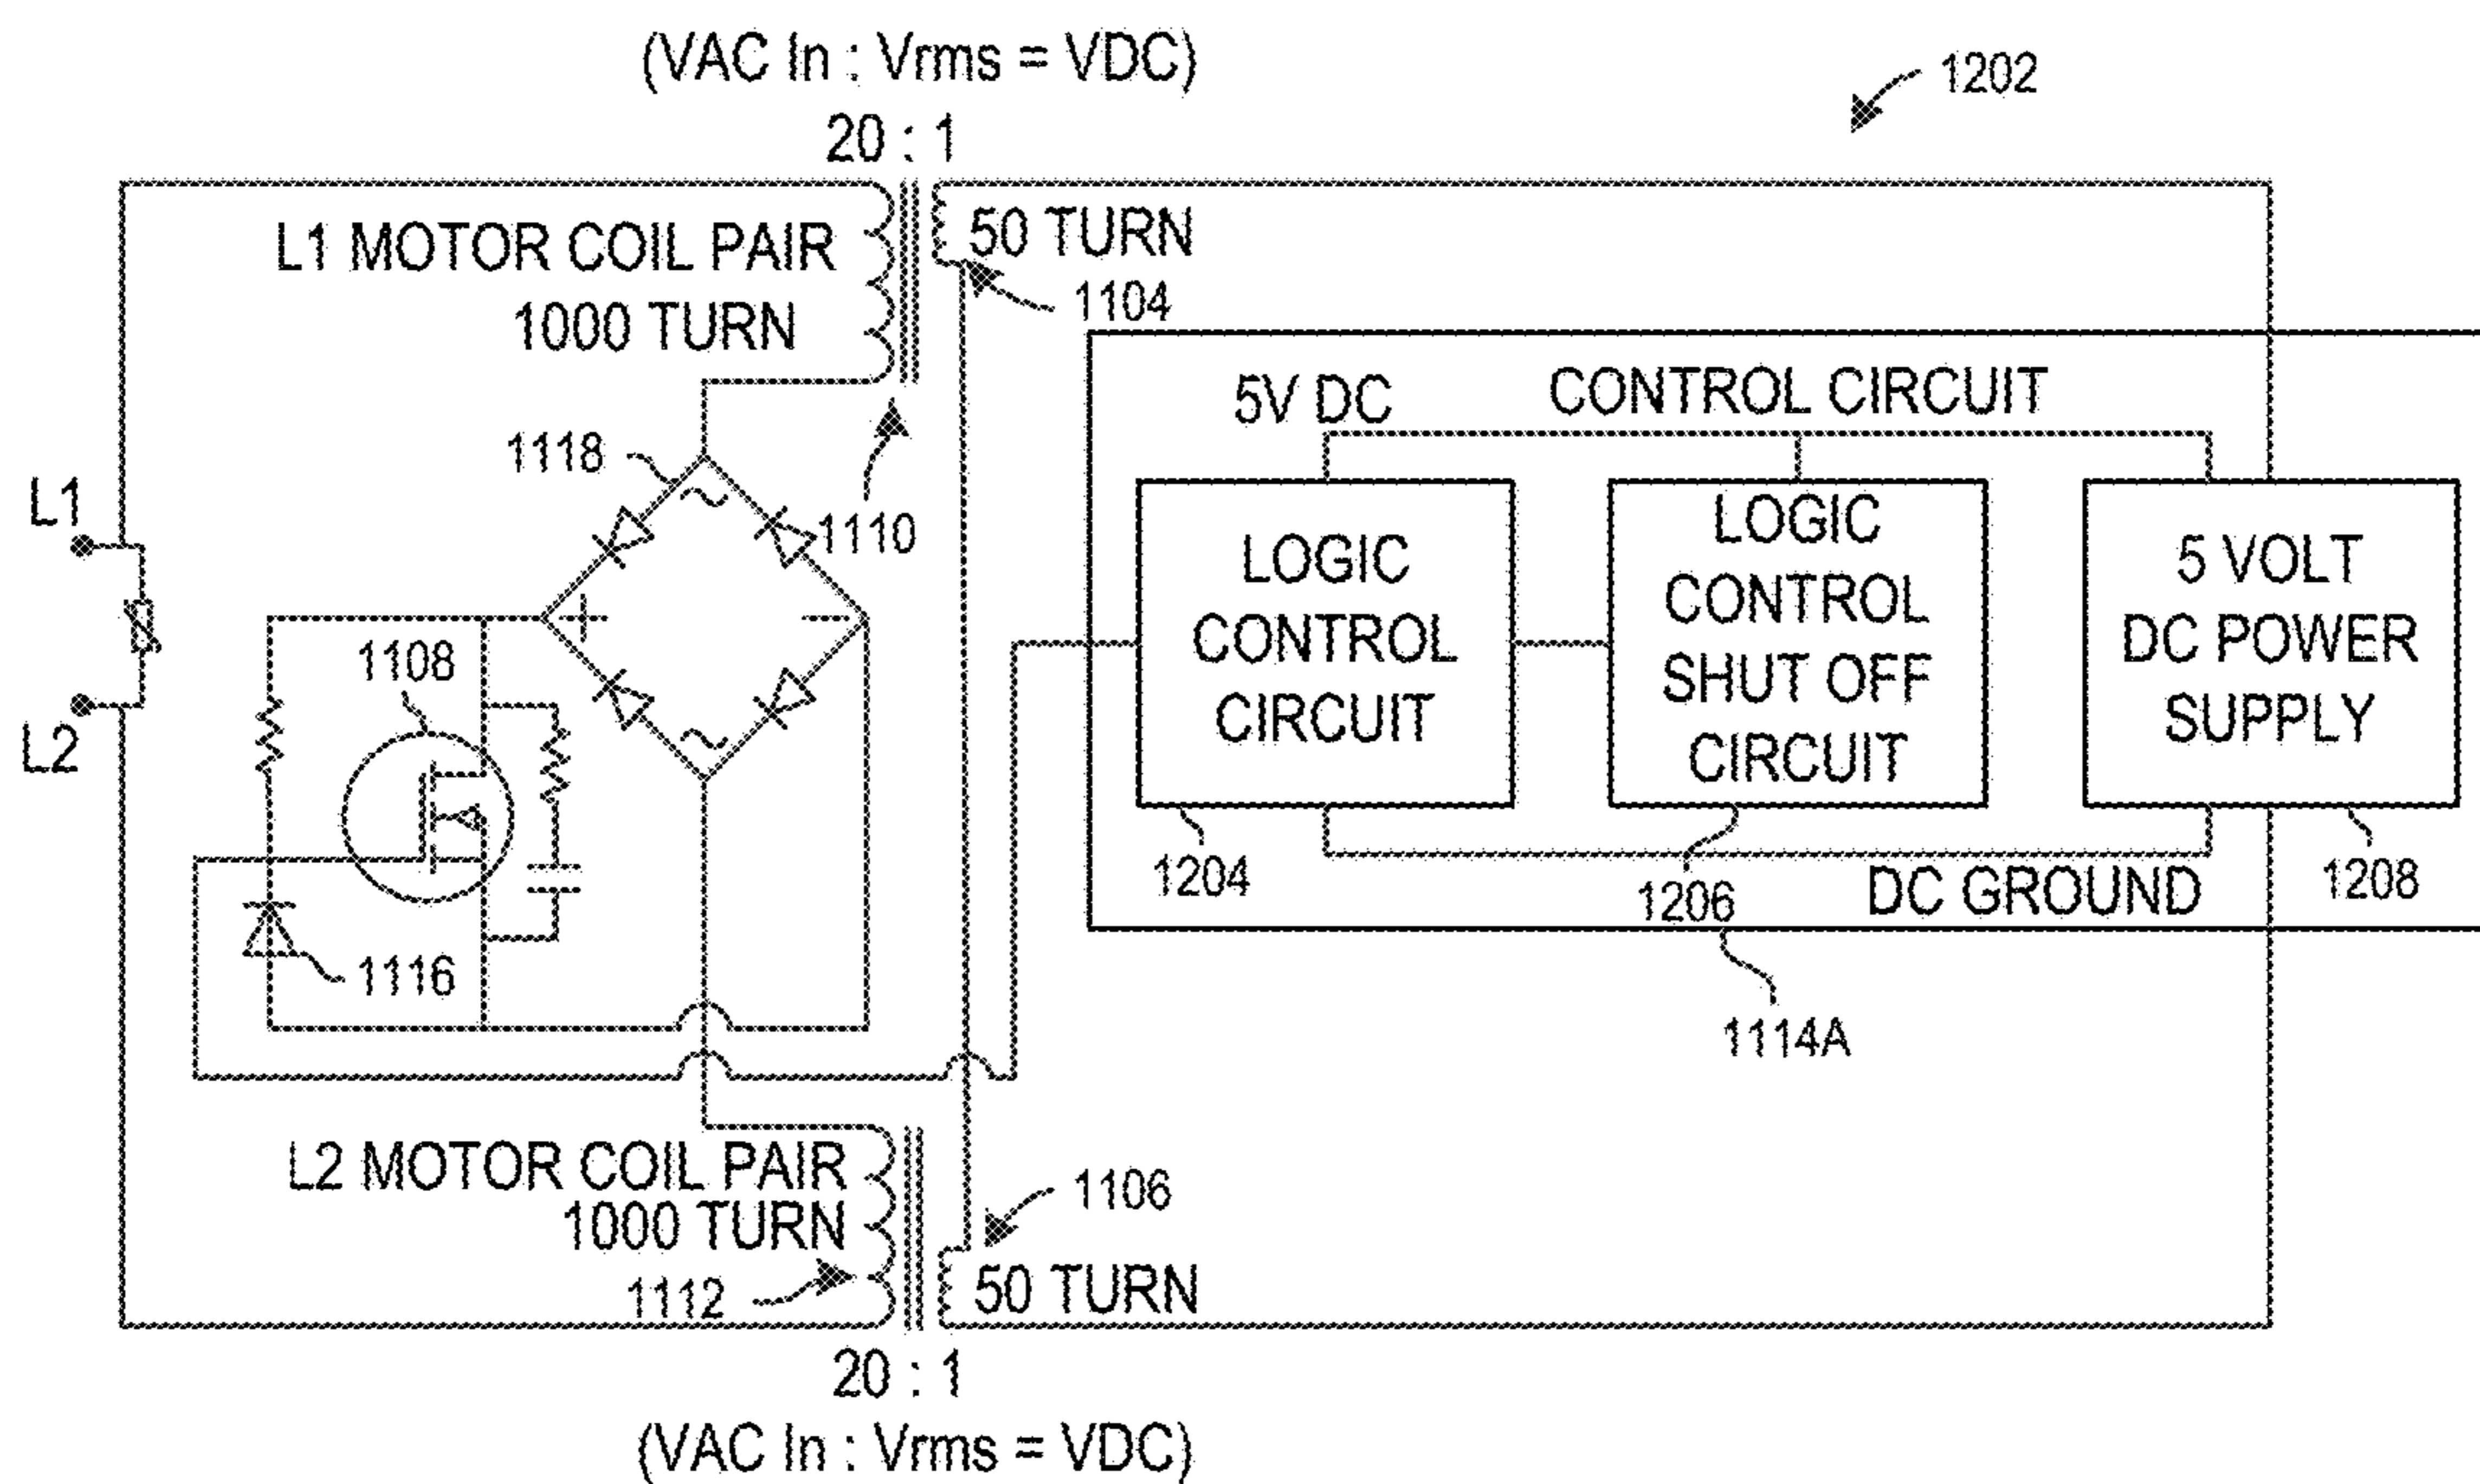 (VAC In : Vrms = VDC)
20 : 1
1202
L1 MOTOR COIL PAIR
1000 TURN
50 TURN
1104
5V DC
CONTROL CIRCUIT
1118
1110
L1
L2
1108
1116
LOGIC
CONTROL
CIRCUIT
LOGIC
CONTROL
SHUT OFF
CIRCUIT
5 VOLT
DC POWER
SUPPLY
1204
1206
DC GROUND
1208
1114A
L2 MOTOR COIL PAIR
1000 TURN
1112
1106
50 TURN
20 : 1
(VAC In : Vrms = VDC)